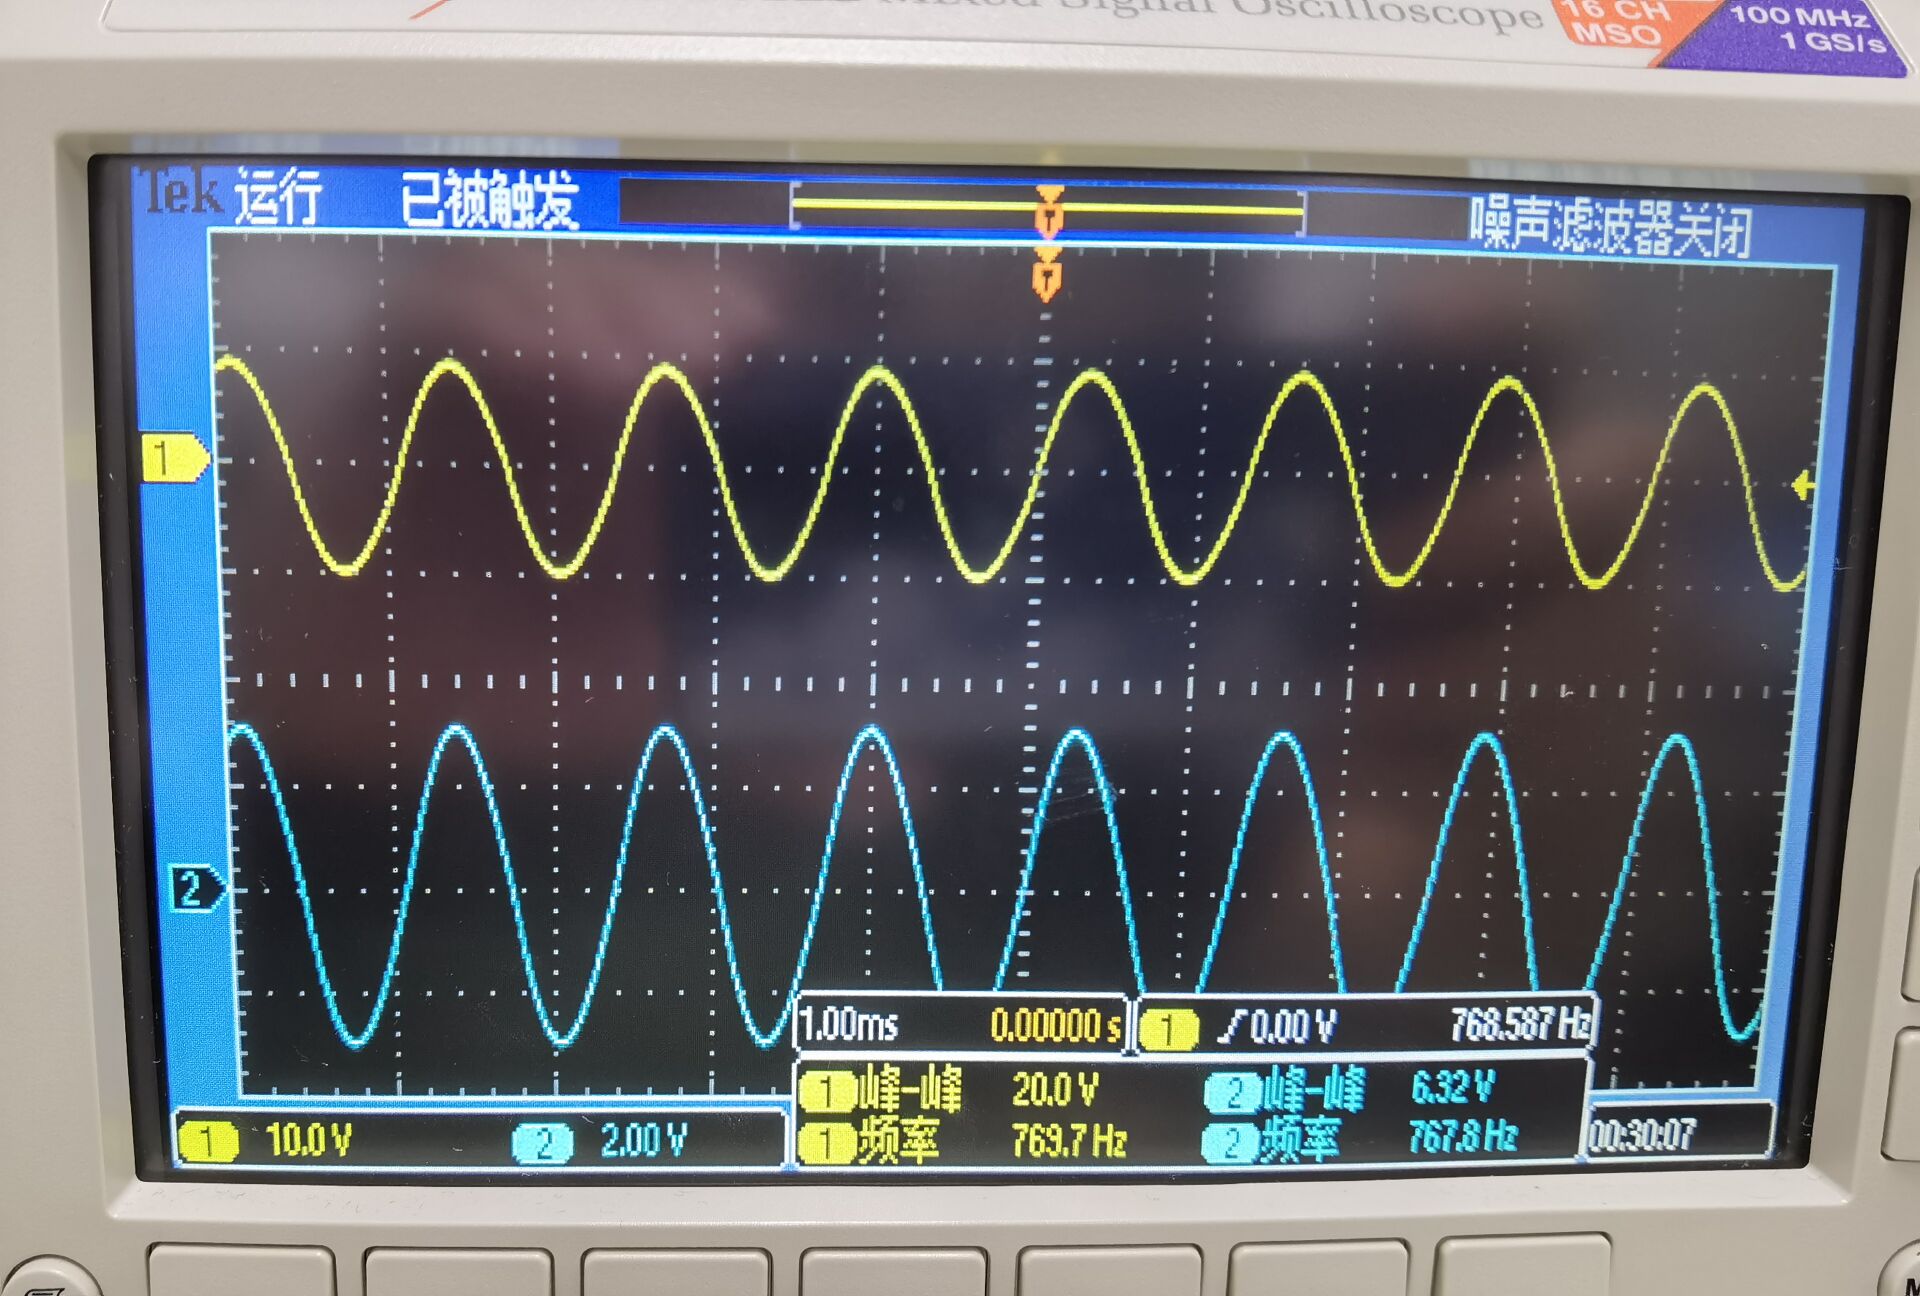 Mixed Signal Oscilloscope
16 CH
MSO
100 MHz
1 GS/s
Tek 运行 已被触发
噪声滤波器关闭
T
T
1
2
1.00ms 0.00000 s
1 0.00 V 768.587 Hz
1 峰-峰 20.0 V 2 峰-峰 6.32 V
1 频率 769.7 Hz 2 频率 767.8 Hz
1 10.0 V 2 2.00 V
00:30:07